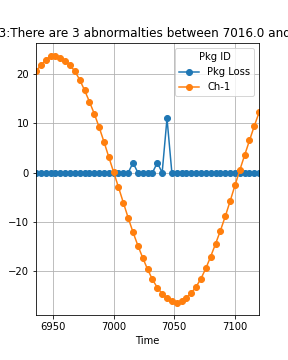 3:There are 3 abnormalties between 7016.0 and
Pkg ID
Pkg Loss
Ch-1
20
10
0
−10
−20
6950
7000
7050
7100
Time